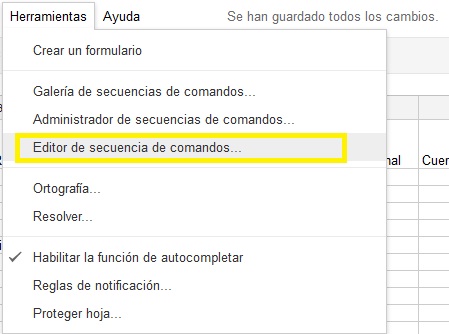 Herramientas Ayuda Se han guardado todos los cambios.
Crear un formulario
Galería de secuencias de comandos...
Administrador de secuencias de comandos...
Editor de secuencia de comandos...
Ortografía...
Resolver...
Habilitar la función de autocompletar
Reglas de notificación...
Proteger hoja...